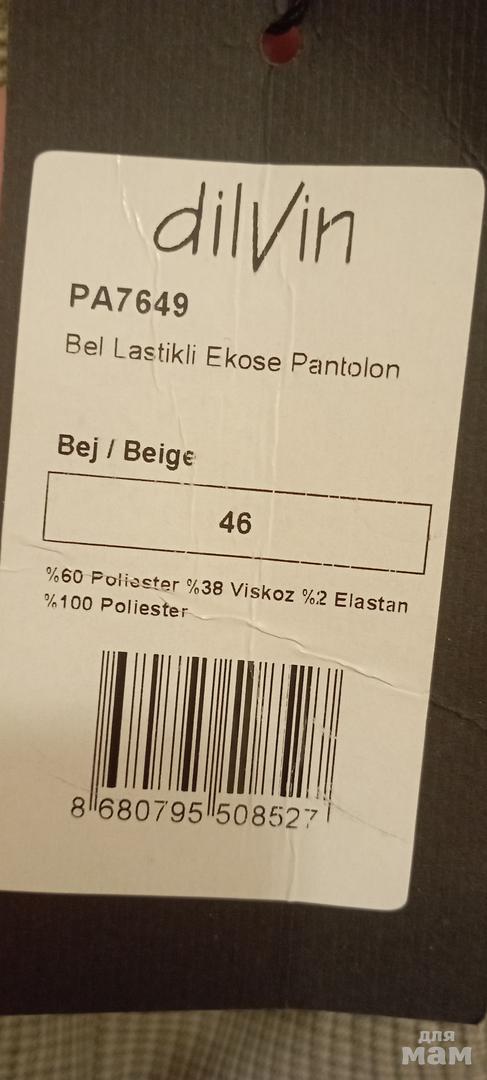 dilvin
PA7649
Bel Lastikli Ekose Pantolon
Bej / Beige
46
%60 Poliester %38 Viskoz %2 Elastan
%100 Poliester
8 680795 508527
для
мам